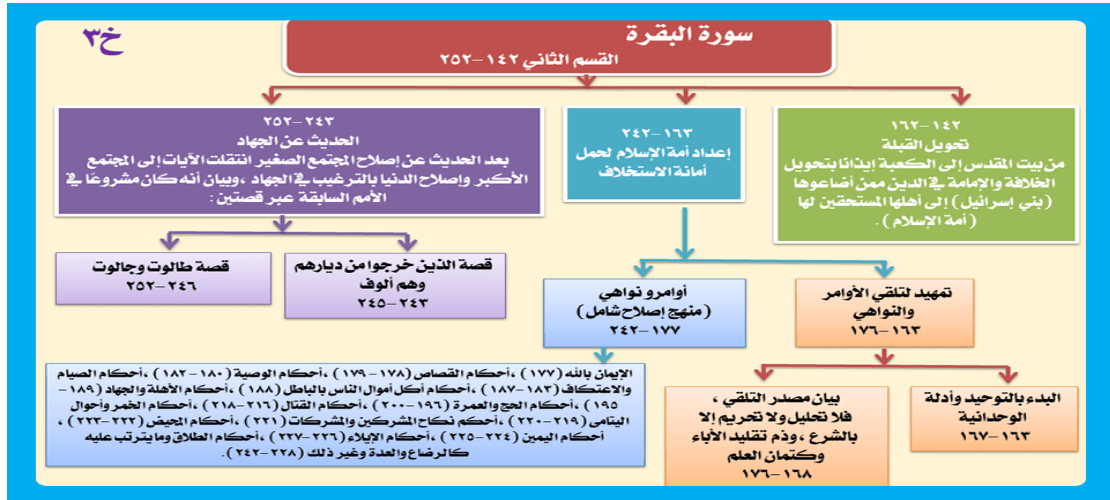 خ٣
سورة البقرة
القسم الثاني ١٤٢-٢٥٢
١٤٢-١٦٢
تحويل القبلة
من بيت المقدس إلى الكعبة إيذانا بتحويل
الخلافة والإمامة في الدين ممن أضاعوها
(بني إسرائيل) إلى أهلها المستحقين لها
(أمة الإسلام).
١٦٣-٢٤٢
إعداد أمة الإسلام لحمل
أمانة الاستخلاف
٢٤٣-٢٥٢
الحديث عن الجهاد
بعد الحديث عن إصلاح المجتمع الصغير انتقلت الآيات إلى المجتمع
الأكبر وإصلاح الدنيا بالترغيب في الجهاد ،وبيان أنه كان مشروعا في
الأمم السابقة عبر قصتين :
تمهيد لتلقي الأوامر
والنواهي
١٦٣-١٧٦
أوامر و نواهي
(منهج إصلاح شامل)
١٧٧-٢٤٢
قصة الذين خرجوا من ديارهم
وهم ألوف
٢٤٣-٢٤٥
قصة طالوت وجالوت
٢٤٦-٢٥٢
البدء بالتوحيد وأدلة
الوحدانية
١٦٣-١٦٧
بيان مصدر التلقي ،
فلا تحليل ولا تحريم إلا
بالشرع ،وذم تقليد الأباء
وكتمان العلم
١٦٨-١٧٦
الإيمان بالله (١٧٧) ،أحكام القصاص (١٧٨-١٧٩) ،أحكام الوصية (١٨٠-١٨٢) ،أحكام الصيام
والاعتكاف (١٨٣-١٨٧) ،أحكام أكل أموال الناس بالباطل (١٨٨) ،أحكام الأهلة والجهاد (١٨٩-
١٩٥) ،أحكام الحج والعمرة (١٩٦-٢٠٠) ،أحكام القتال (٢١٦-٢١٨) ،أحكام الخمر وأحوال
اليتامى (٢١٩-٢٢٠) ،أحكم نكاح المشركين والمشركات (٢٢١) ،أحكام المحيض (٢٢٢-٢٢٣) ،
أحكام اليمين (٢٢٤-٢٢٥) ،أحكام الإيلاء (٢٢٦-٢٢٧) ،أحكام الطلاق وما يترتب عليه
كالرضاع والعدة وغير ذلك (٢٢٨-٢٤٢).